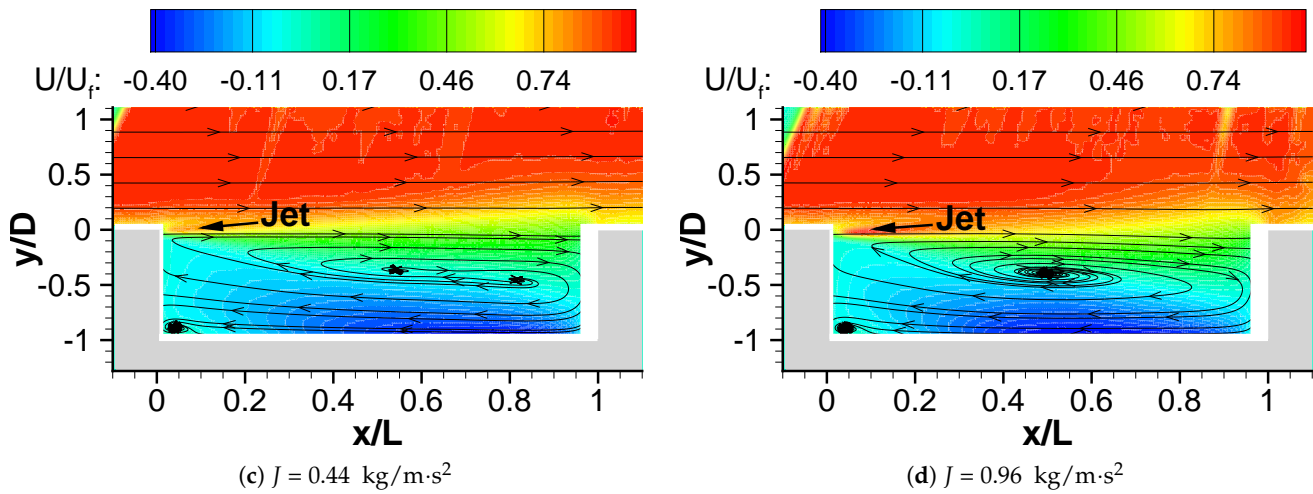 U/U_f: -0.40 -0.11 0.17 0.46 0.74
y/D
1
0.5
0
-0.5
-1
Jet
0 0.2 0.4 0.6 0.8 1
x/L
(c) J = 0.44 kg/m·s²
U/U_f: -0.40 -0.11 0.17 0.46 0.74
y/D
1
0.5
0
-0.5
-1
Jet
0 0.2 0.4 0.6 0.8 1
x/L
(d) J = 0.96 kg/m·s²